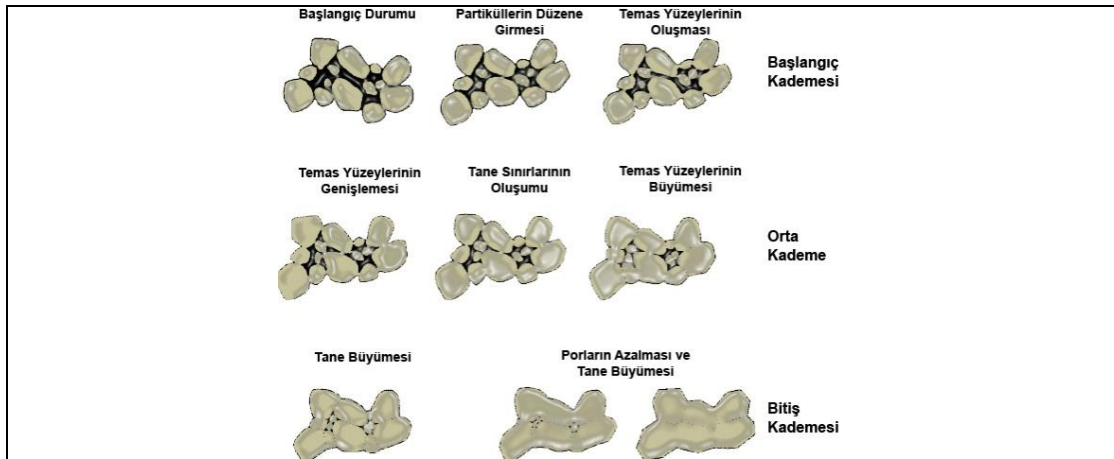 Başlangıç Durumu
Partiküllerin Düzene
Girmesi
Temas Yüzeylerinin
Oluşması
Başlangıç
Kademesi
Temas Yüzeylerinin
Genişlemesi
Tane Sınırlarının
Oluşumu
Temas Yüzeylerinin
Büyümesi
Orta
Kademe
Tane Büyümesi
Porların Azalması ve
Tane Büyümesi
Bitiş
Kademesi